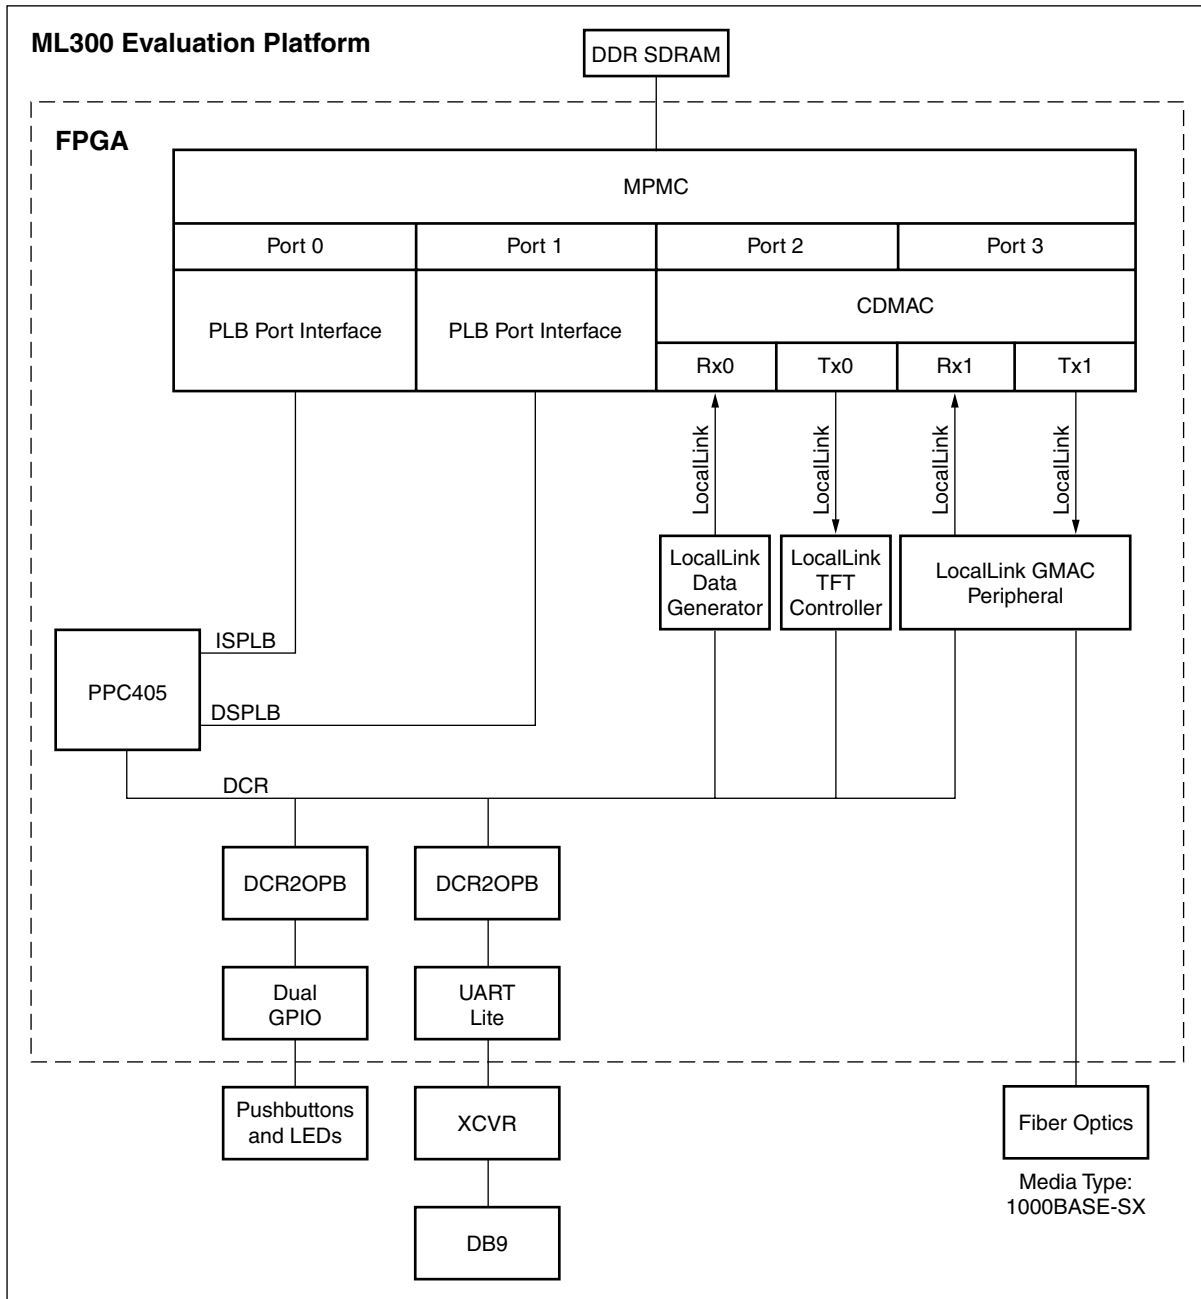 ML300 Evaluation Platform
DDR SDRAM
FPGA
MPMC
Port 0
Port 1
Port 2
Port 3
PLB Port Interface
PLB Port Interface
CDMAC
Rx0
Tx0
Rx1
Tx1
LocalLink
LocalLink
LocalLink
LocalLink
LocalLink
Data
Generator
LocalLink
TFT
Controller
LocalLink GMAC
Peripheral
ISPLB
PPC405
DSPLB
DCR
DCR2OPB
DCR2OPB
Dual
GPIO
UART
Lite
Pushbuttons
and LEDs
XCVR
Fiber Optics
Media Type:
1000BASE-SX
DB9